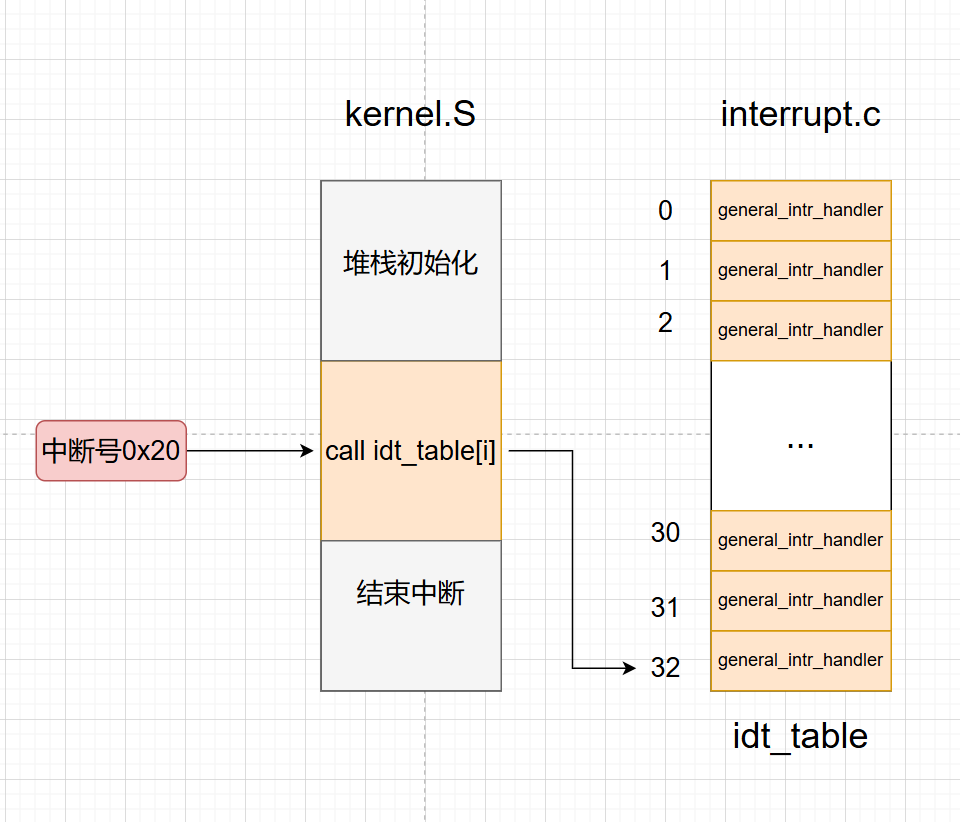 kernel.S
interrupt.c
堆栈初始化
中断号0x20
call idt_table[i]
结束中断
0
general_intr_handler
1
general_intr_handler
2
general_intr_handler
...
30
general_intr_handler
31
general_intr_handler
32
general_intr_handler
idt_table